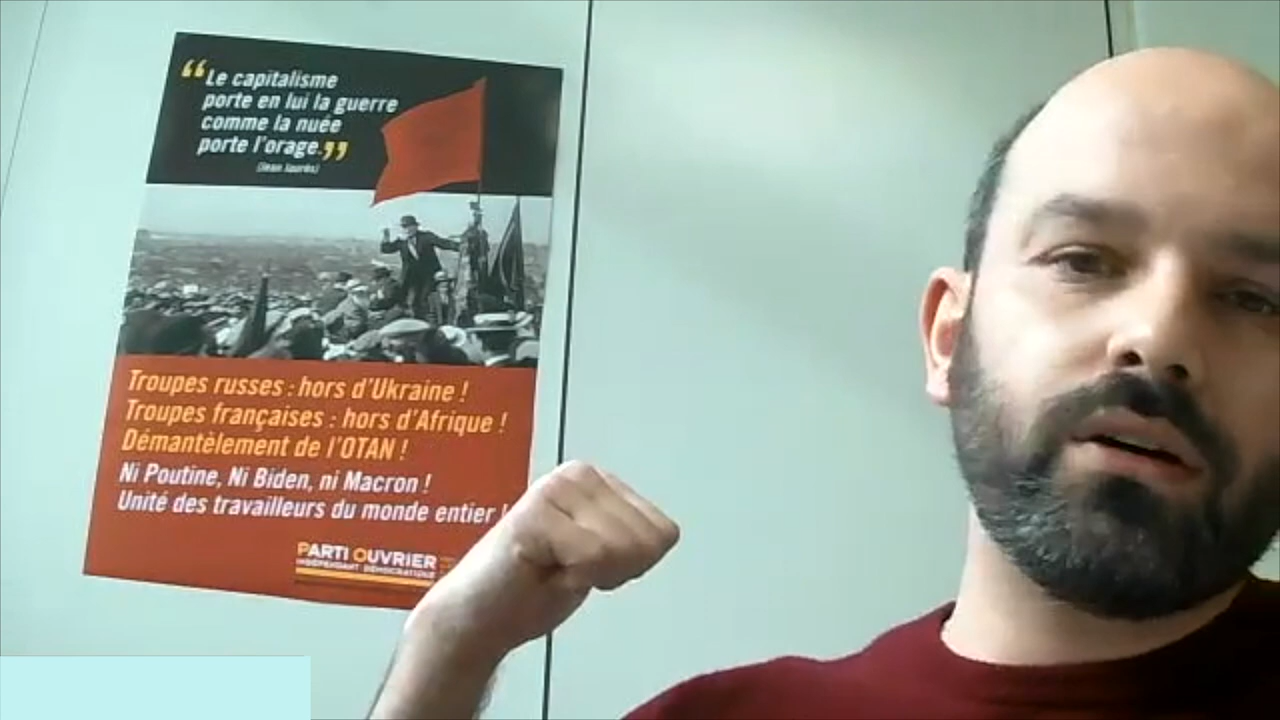 “Le capitalisme
porte en lui la guerre
comme la nuée
porte l'orage.”
(Jean Jaurès)
Troupes russes : hors d'Ukraine !
Troupes françaises : hors d'Afrique !
Démantèlement de l'OTAN !
Ni Poutine, Ni Biden, ni Macron !
Unité des travailleurs du monde entier !
PARTI OUVRIER
INDÉPENDANT DÉMOCRATIQUE